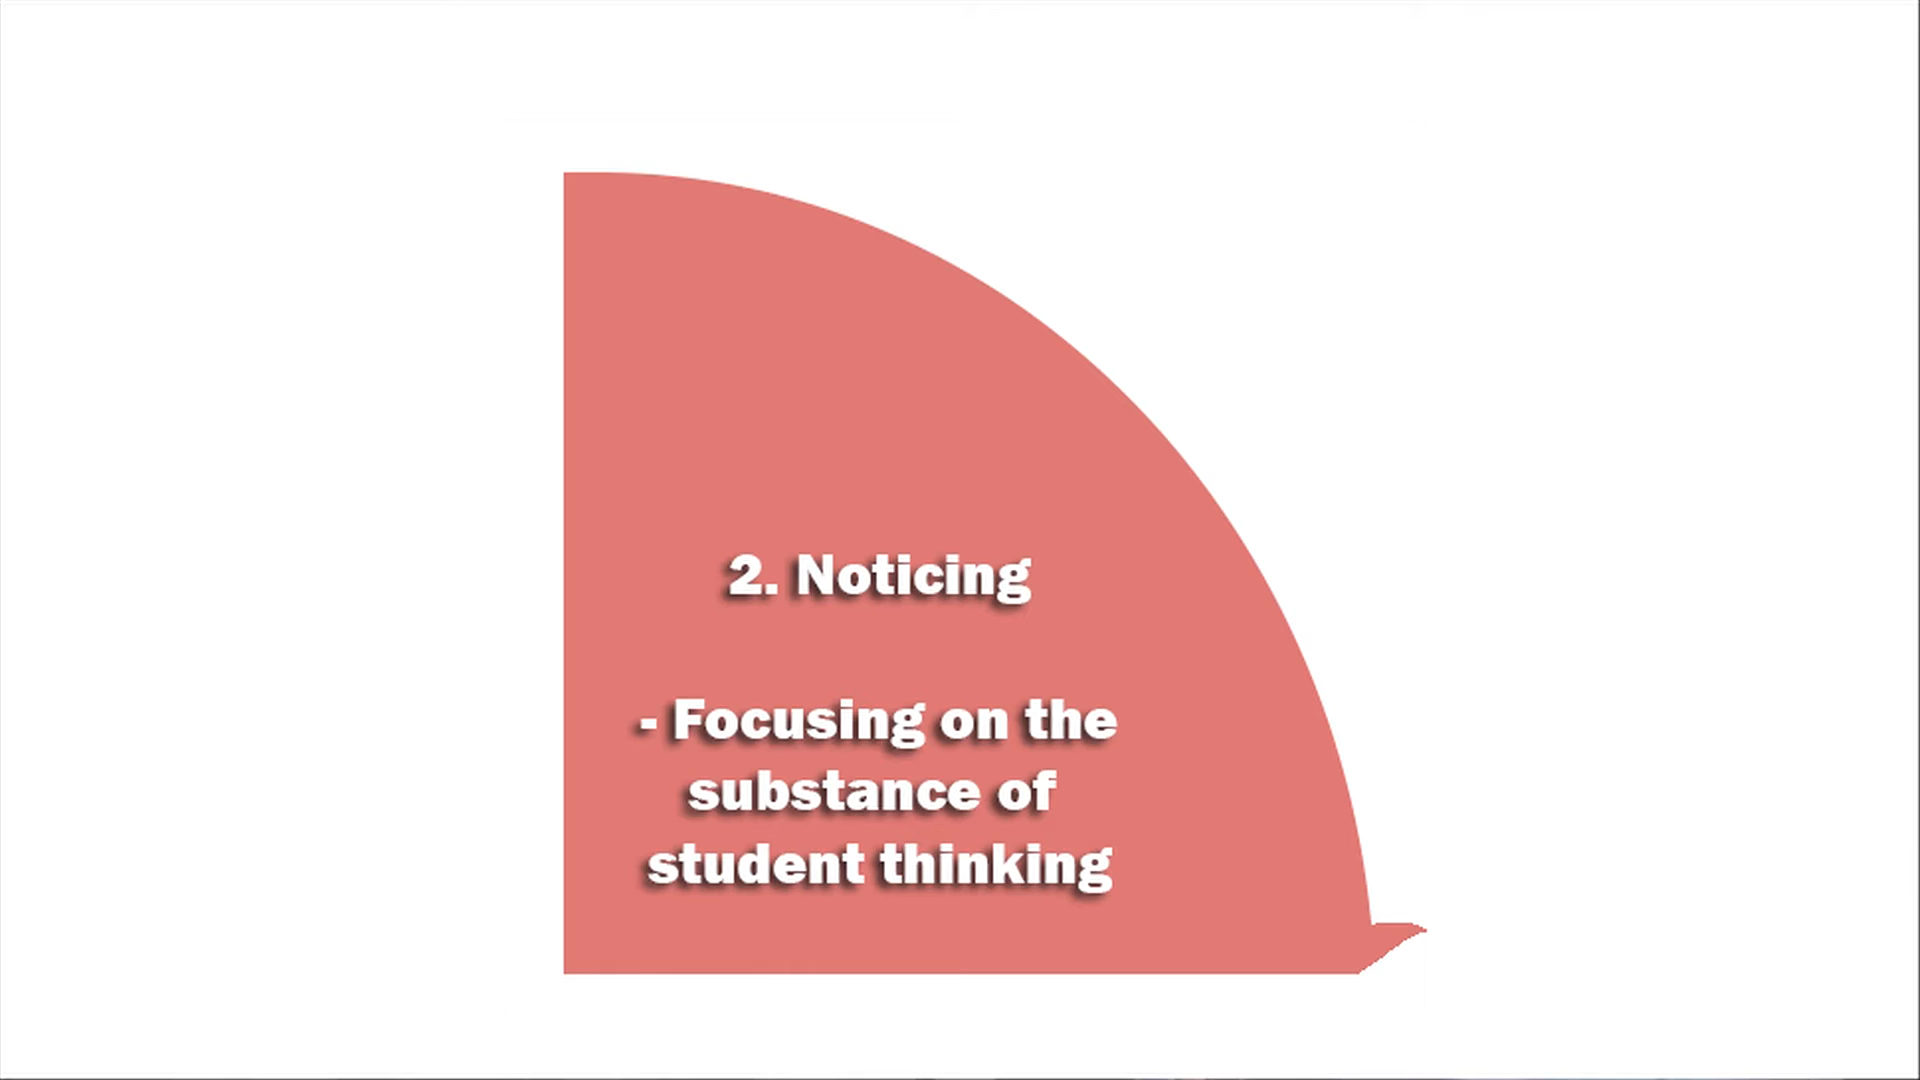 2. Noticing
- Focusing on the
substance of
student thinking